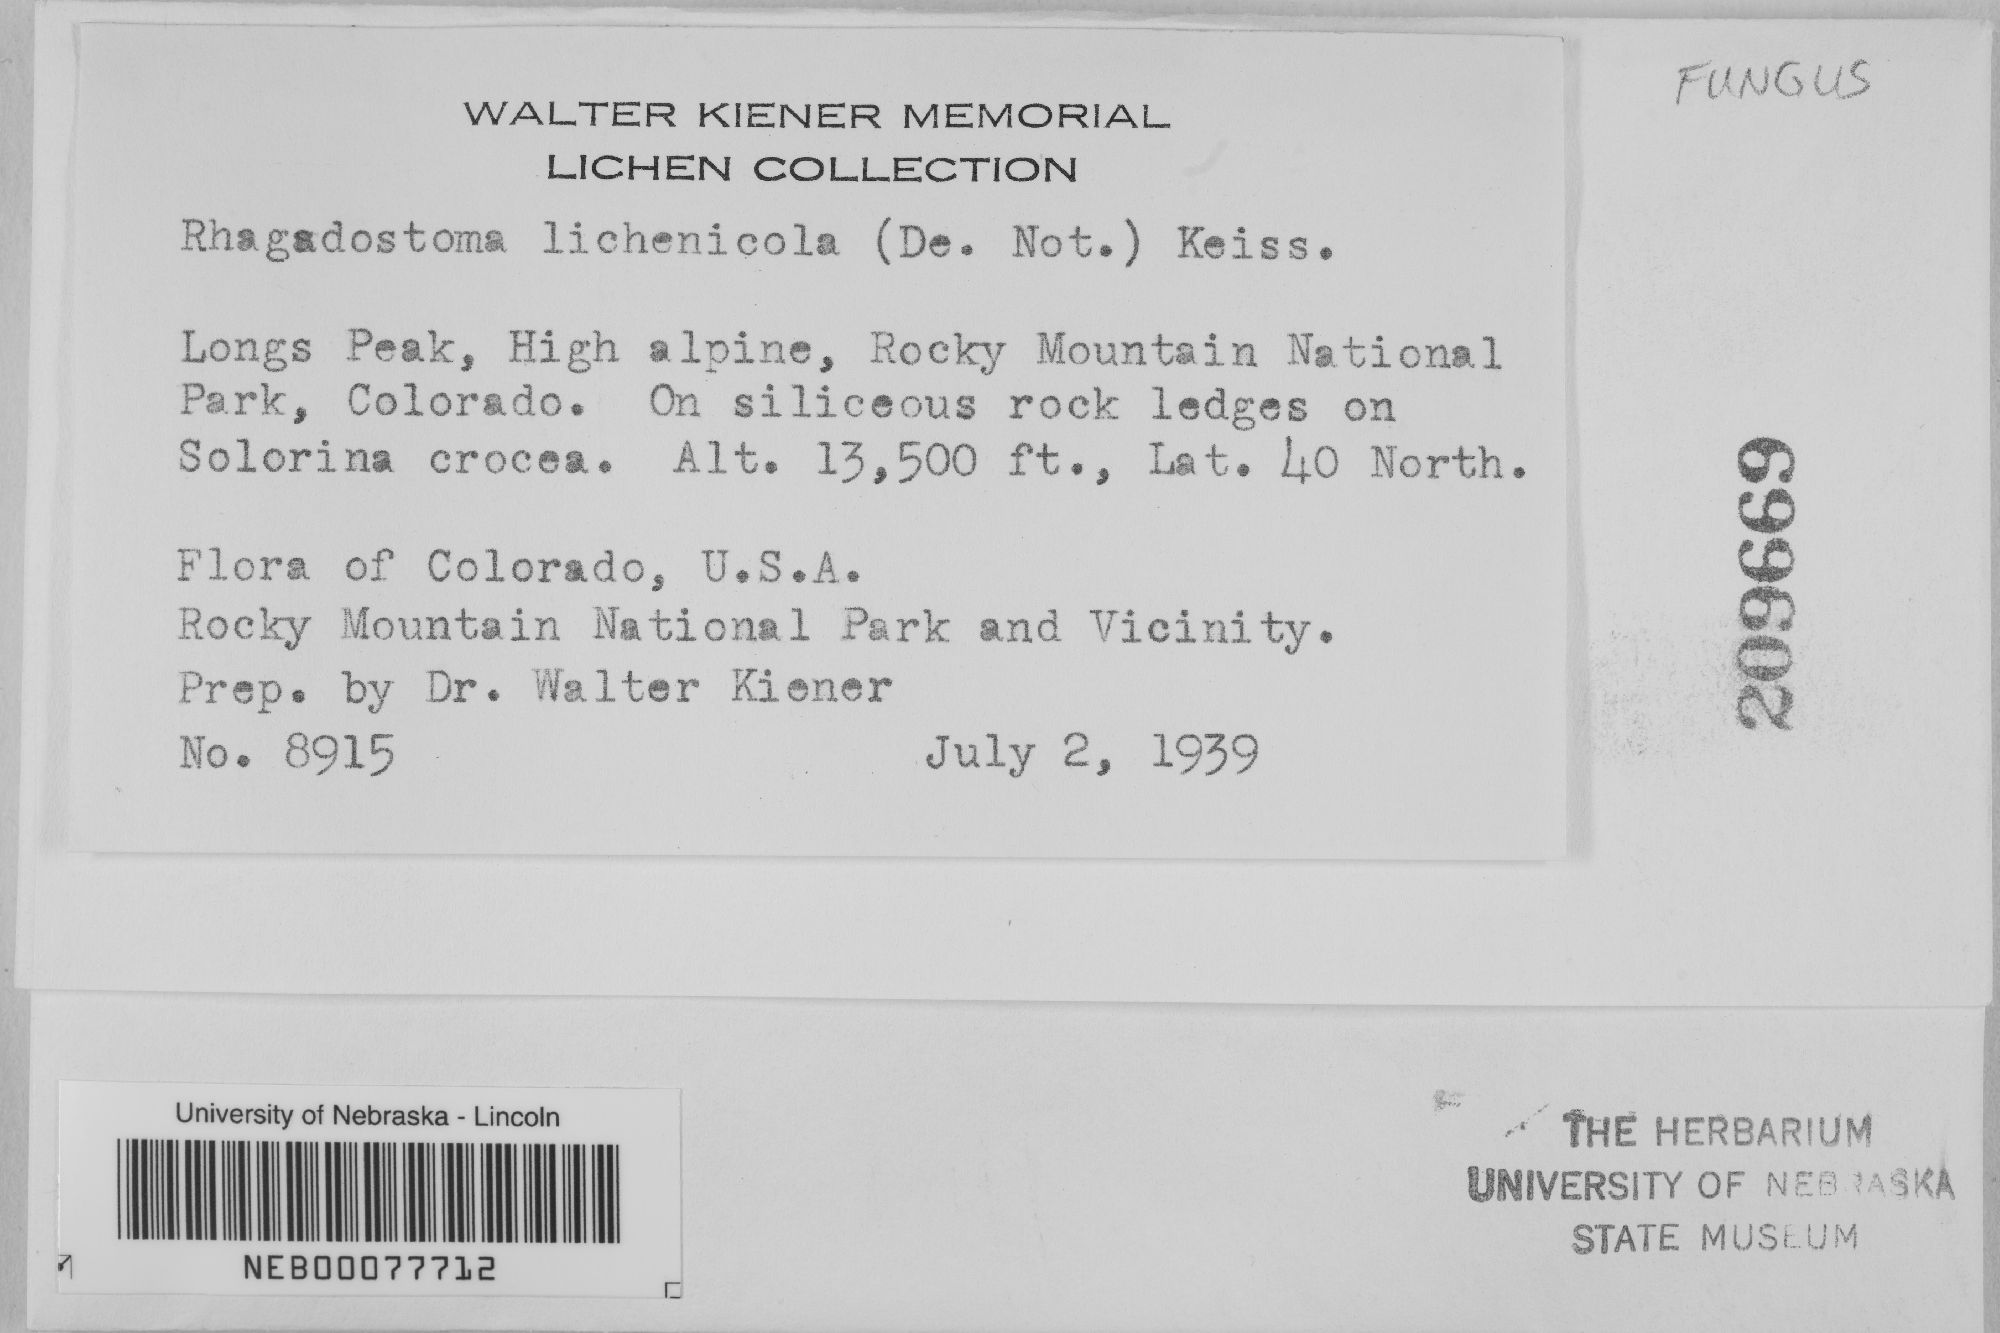 FUNGUS
WALTER KIENER MEMORIAL
LICHEN COLLECTION
Rhagadostoma lichenicola (De. Not.) Keiss.
Longs Peak, High alpine, Rocky Mountain National
Park, Colorado. On siliceous rock ledges on
Solorina crocea. Alt. 13,500 ft., Lat. 40 North.
Flora of Colorado, U.S.A.
Rocky Mountain National Park and Vicinity.
Prep. by Dr. Walter Kiener
No. 8915 July 2, 1939
209669
University of Nebraska - Lincoln
NEB00077712
THE HERBARIUM
UNIVERSITY OF NEBRASKA
STATE MUSEUM